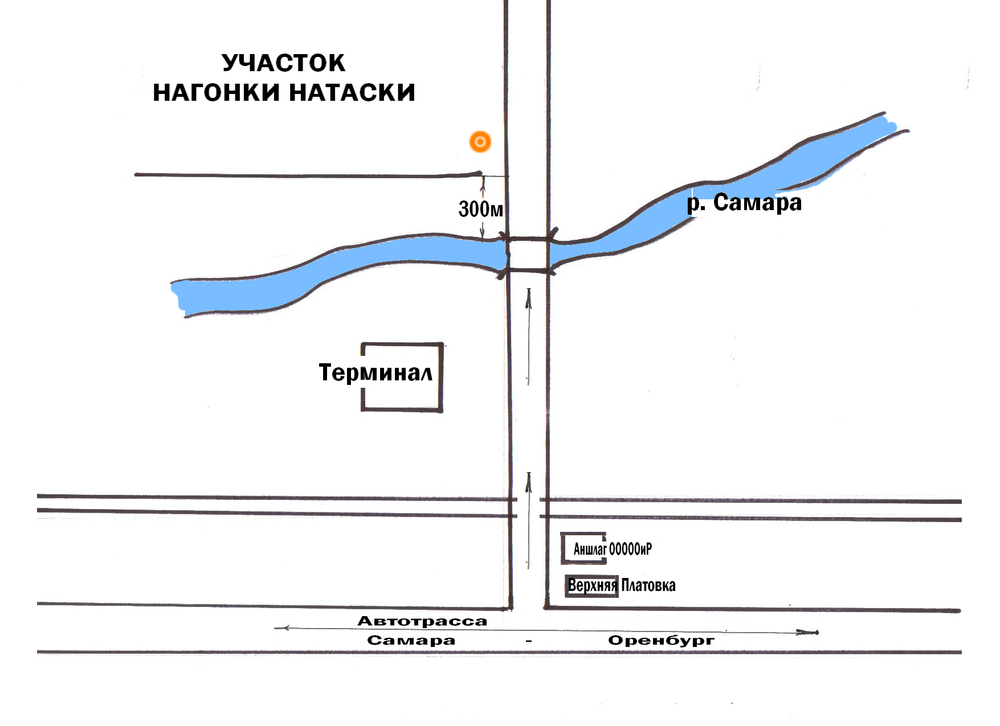 УЧАСТОК
НАГОНКИ НАТАСКИ
300м
р. Самара
Терминал
Аншлаг ООООоиР
Верхняя Платовка
Автотрасса
Самара - Оренбург